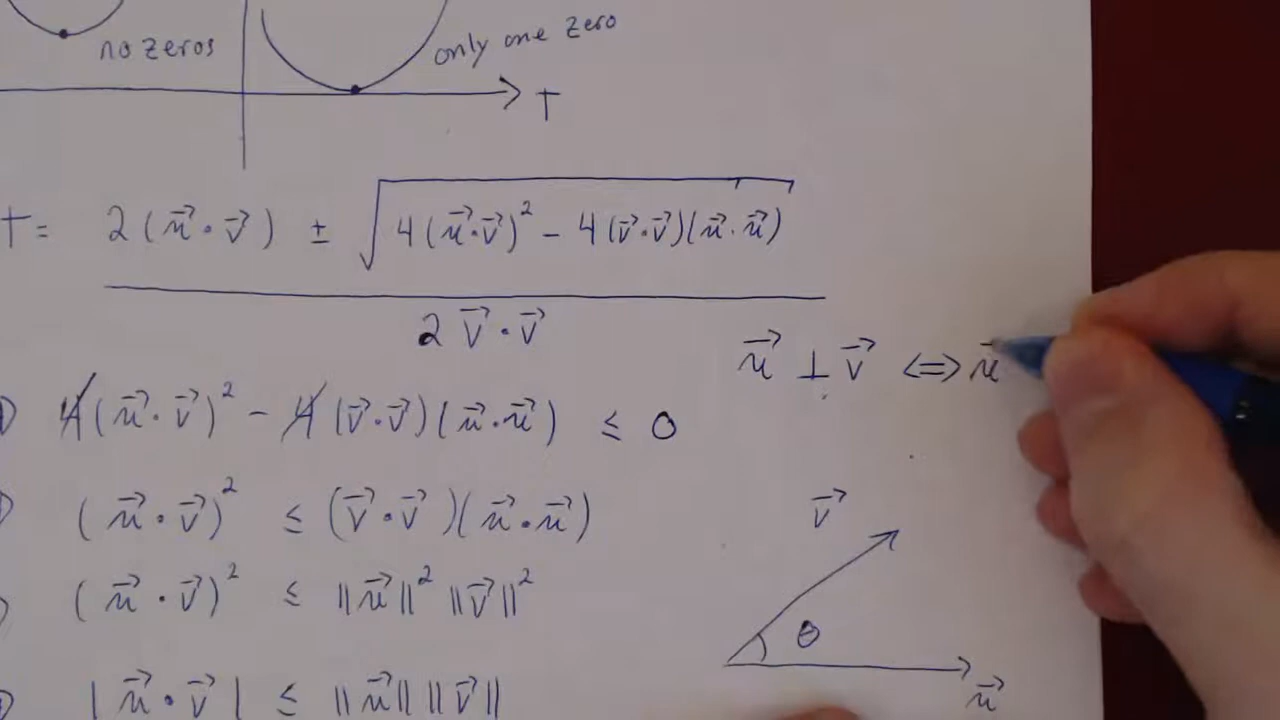 no zeros
only one zero
T
T = 2(u⃗·v⃗) ± √(4(u⃗·v⃗)² − 4(v⃗·v⃗)(u⃗·u⃗))
2 v⃗·v⃗
u⃗ ⊥ v⃗ ⇔ u⃗
4(u⃗·v⃗)² − 4(v⃗·v⃗)(u⃗·u⃗) ≤ 0
(u⃗·v⃗)² ≤ (v⃗·v⃗)(u⃗·u⃗)
v⃗
(u⃗·v⃗)² ≤ ‖u⃗‖² ‖v⃗‖²
θ
|u⃗·v⃗| ≤ ‖u⃗‖ ‖v⃗‖
u⃗